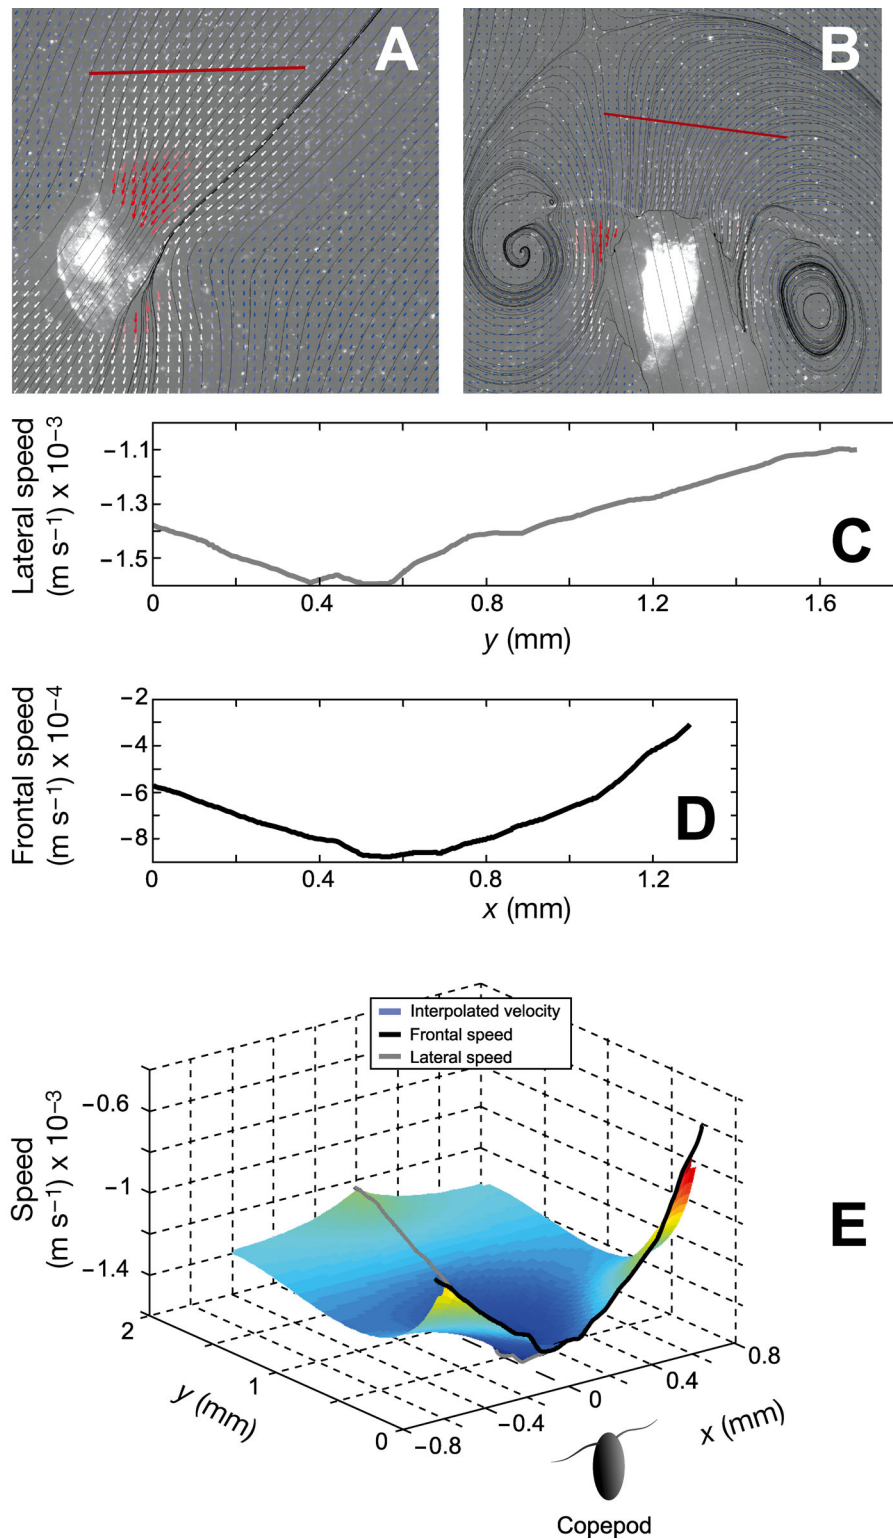 A
B
Lateral speed
(m s−1) x 10−3
−1.1
−1.3
−1.5
0 0.4 0.8 1.2 1.6
y (mm)
C
Frontal speed
(m s−1) x 10−4
−2
−4
−6
−8
0 0.4 0.8 1.2
x (mm)
D
Interpolated velocity
Frontal speed
Lateral speed
Speed
(m s−1) x 10−3
−0.6
−1
−1.4
2
1
0
y (mm)
−0.8
−0.4
0
0.4
0.8
x (mm)
E
Copepod